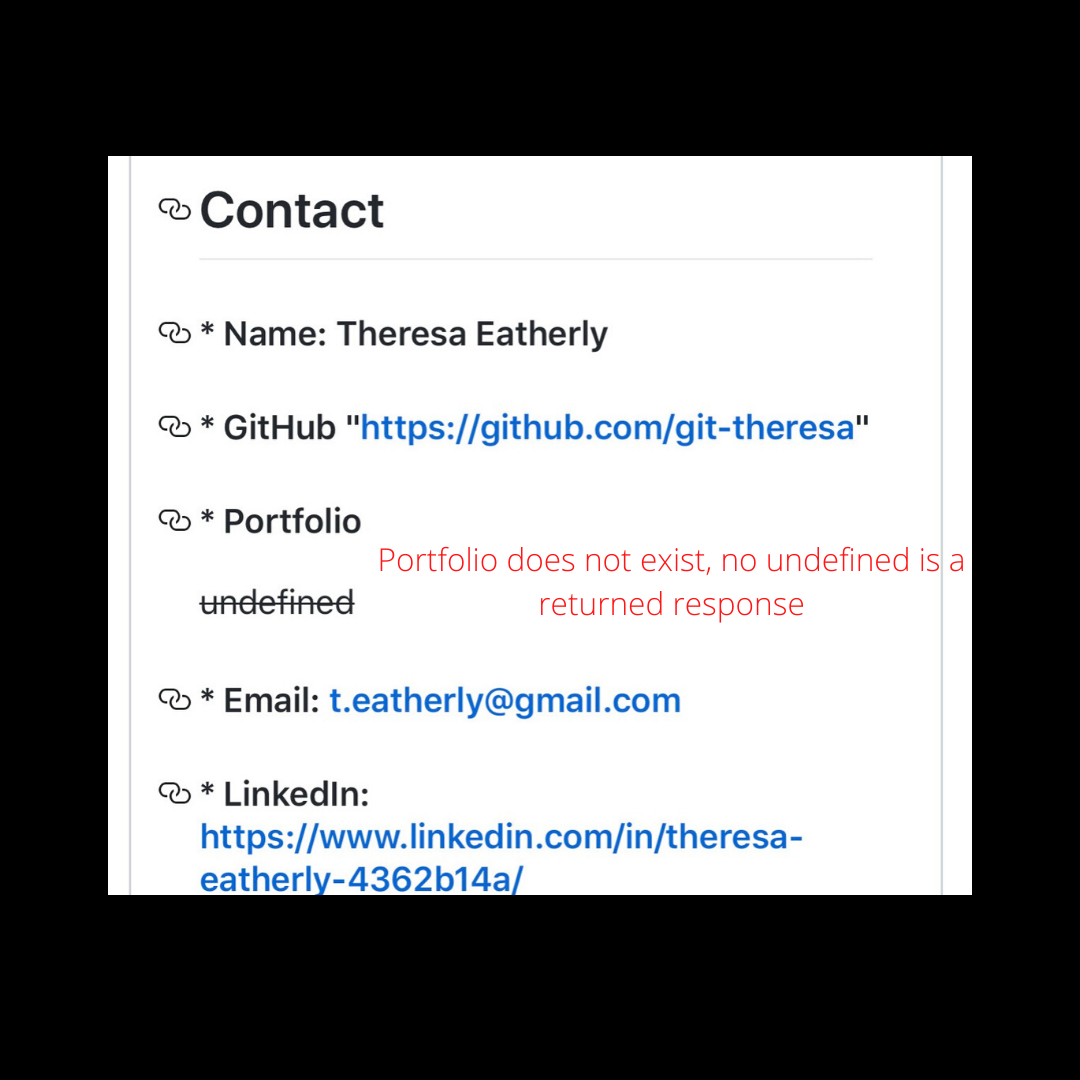 Contact
* Name: Theresa Eatherly
* GitHub "https://github.com/git-theresa"
* Portfolio
Portfolio does not exist, no undefined is a
returned response
undefined
* Email: t.eatherly@gmail.com
* LinkedIn:
https://www.linkedin.com/in/theresa-
eatherly-4362b14a/